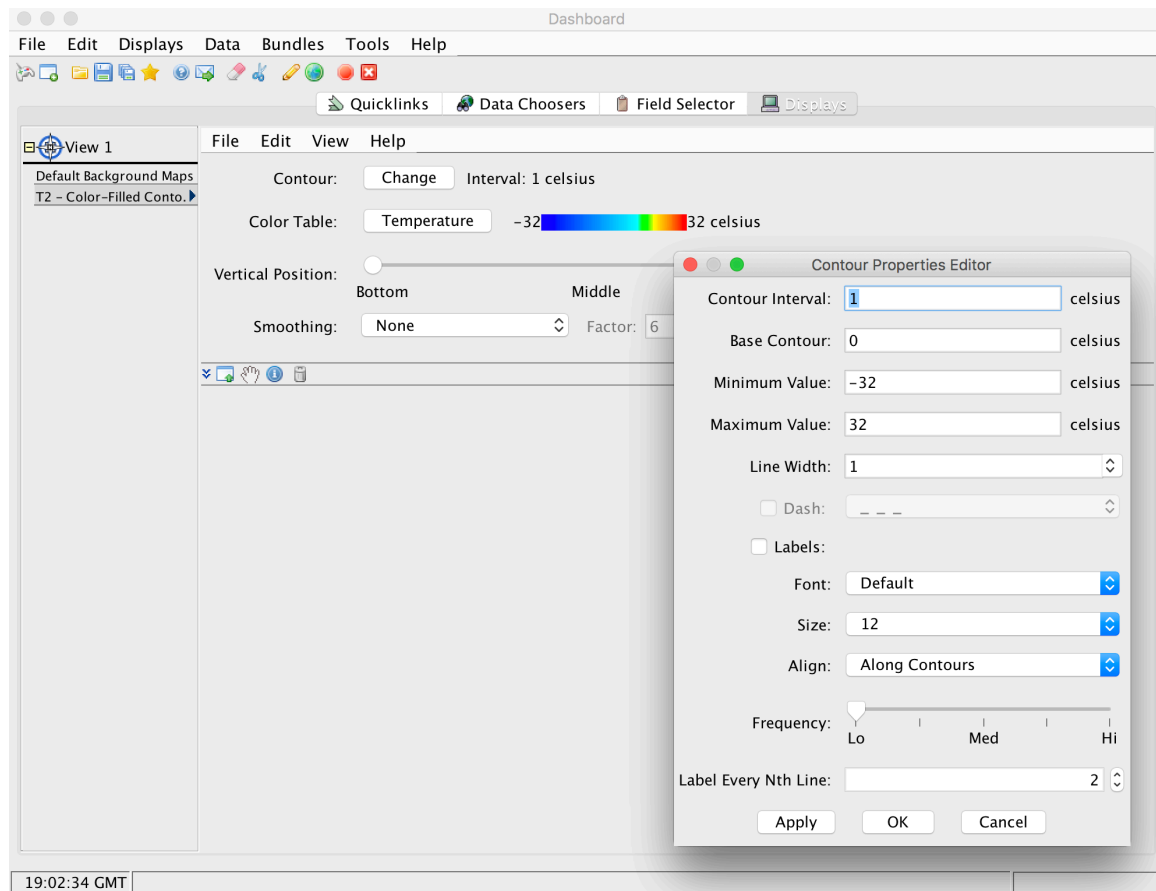 Dashboard
File Edit Displays Data Bundles Tools Help
Quicklinks Data Choosers Field Selector Displays
View 1
Default Background Maps
T2 - Color-Filled Conto.
File Edit View Help
Contour: Change Interval: 1 celsius
Color Table: Temperature -32 32 celsius
Vertical Position:
Bottom Middle
Smoothing: None Factor: 6
Contour Properties Editor
Contour Interval: 1 celsius
Base Contour: 0 celsius
Minimum Value: -32 celsius
Maximum Value: 32 celsius
Line Width: 1
Dash: _ _ _
Labels:
Font: Default
Size: 12
Align: Along Contours
Frequency:
Lo Med Hi
Label Every Nth Line: 2
Apply OK Cancel
19:02:34 GMT